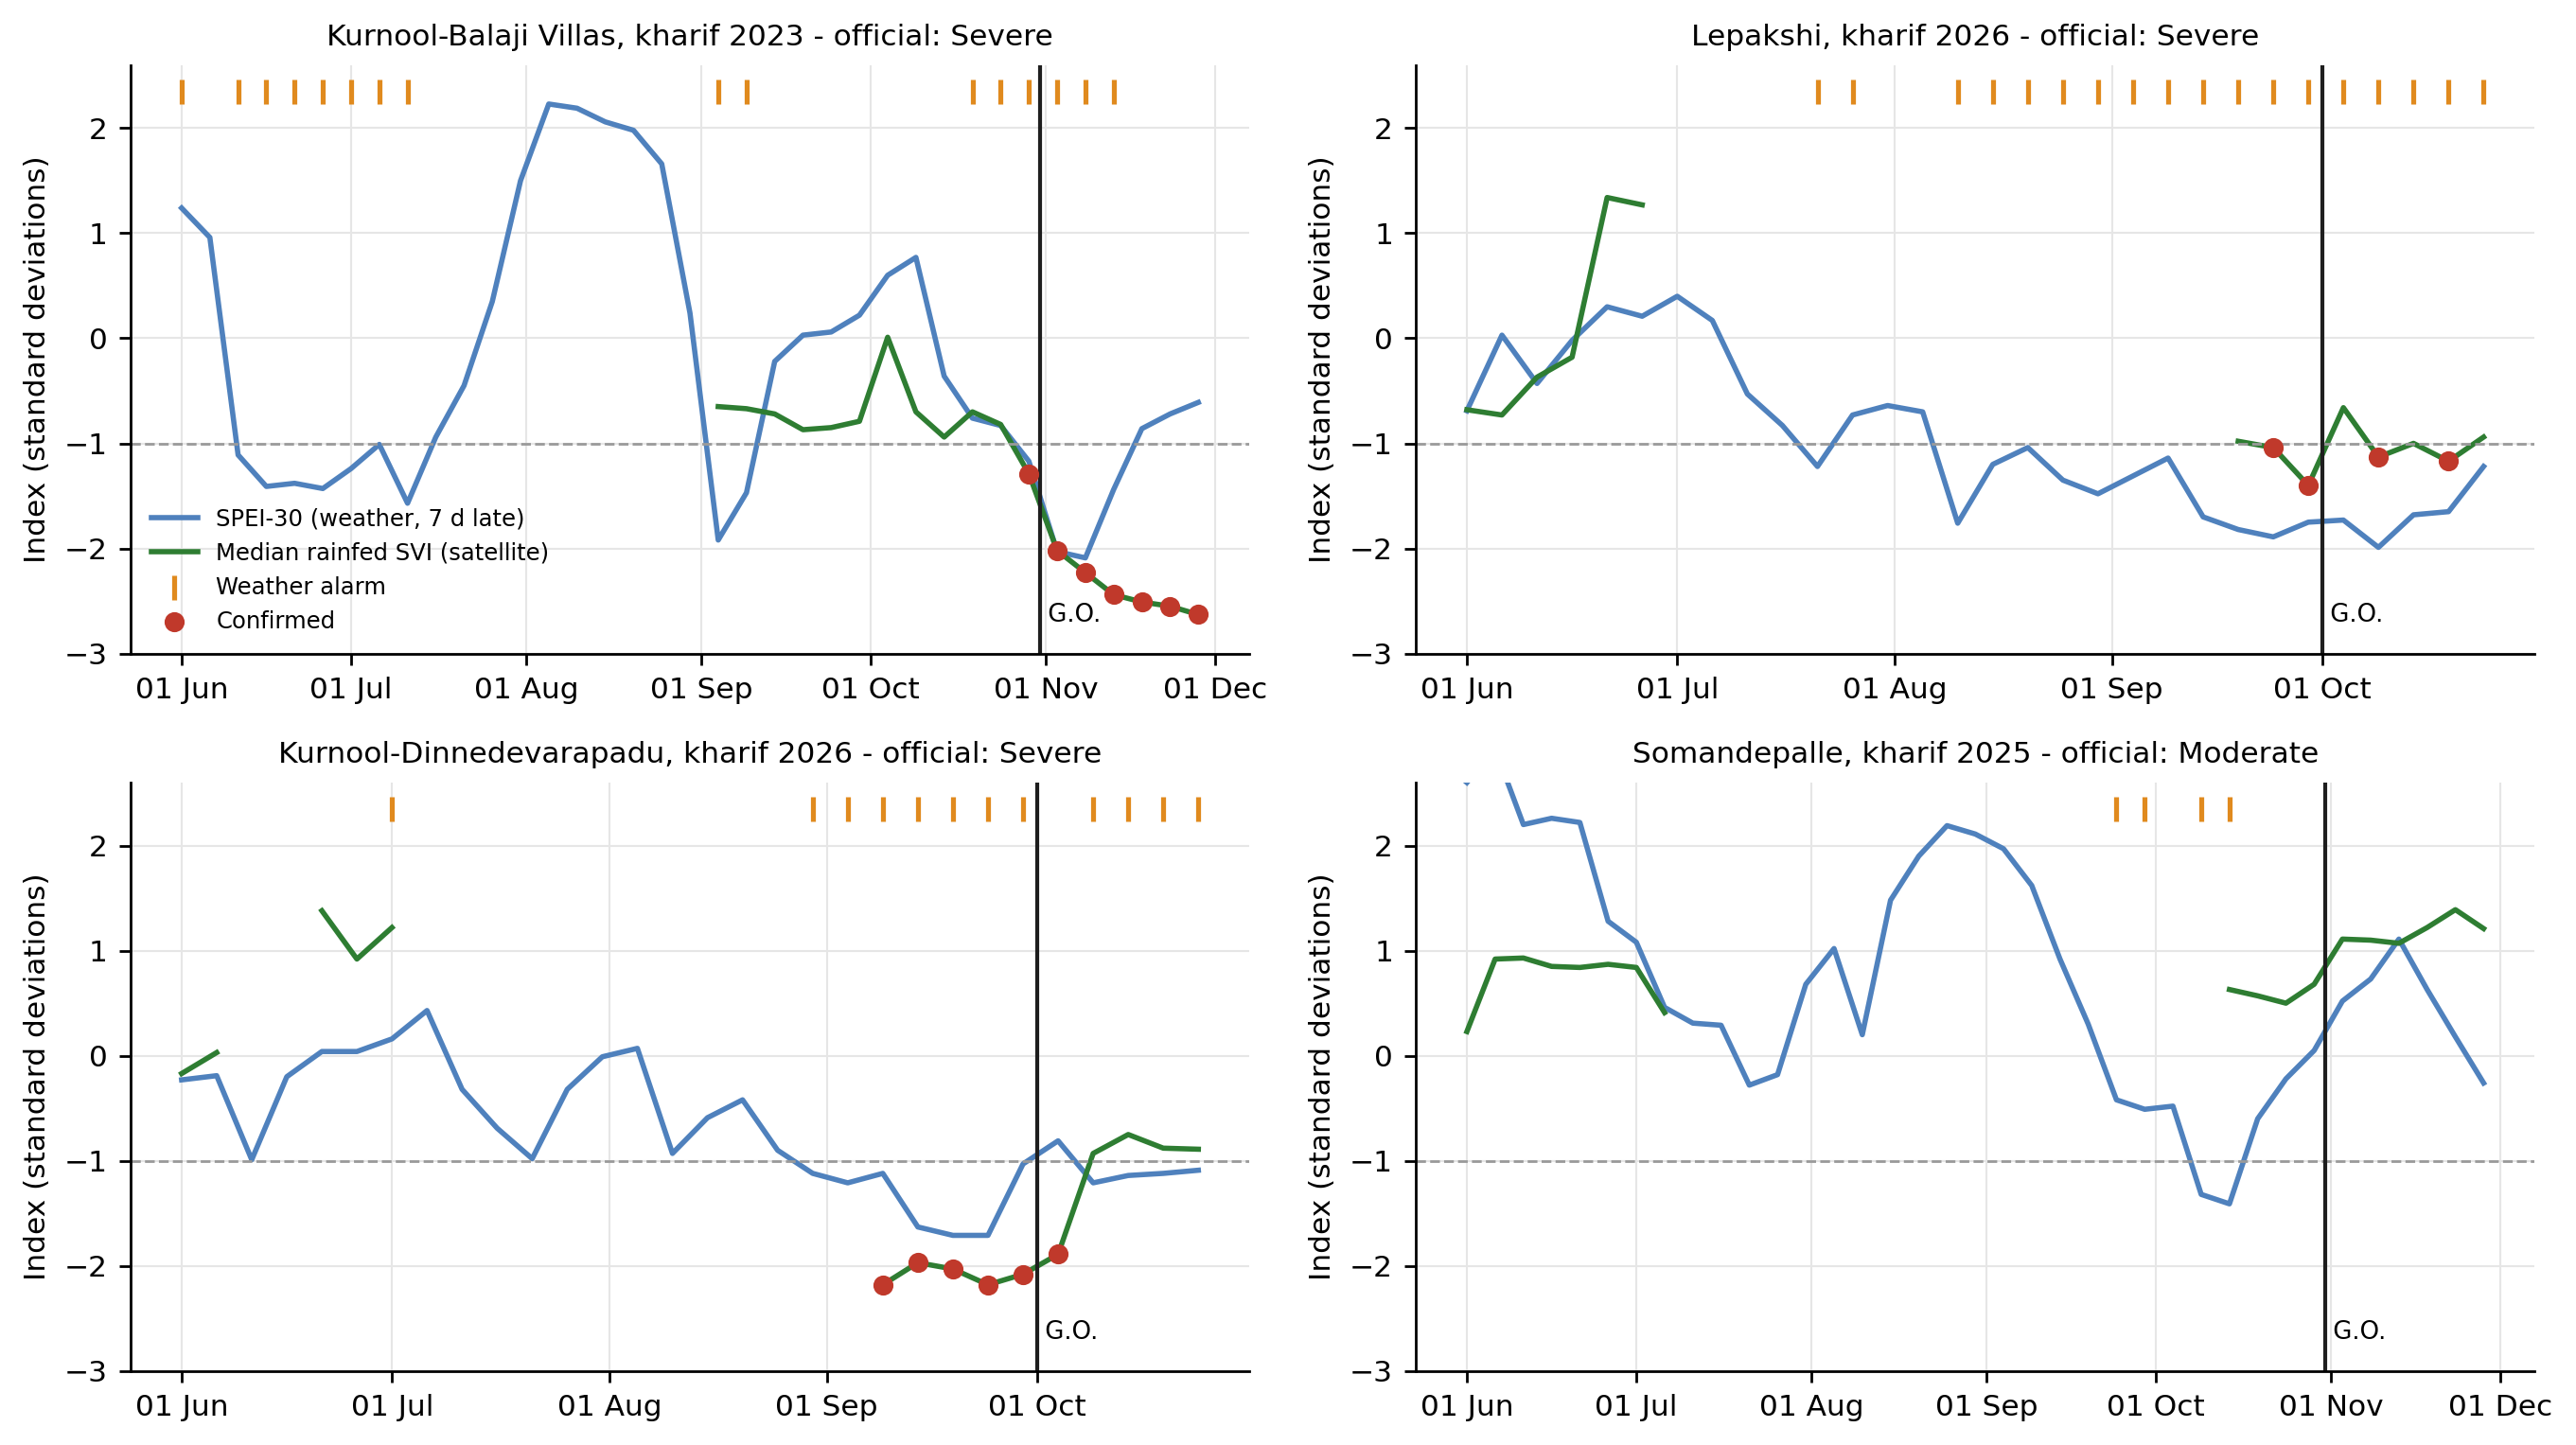 Kurnool-Balaji Villas, kharif 2023 - official: Severe
Index (standard deviations)
2
1
0
−1
−2
−3
SPEI-30 (weather, 7 d late)
Median rainfed SVI (satellite)
Weather alarm
Confirmed
G.O.
01 Jun 01 Jul 01 Aug 01 Sep 01 Oct 01 Nov 01 Dec
Lepakshi, kharif 2026 - official: Severe
Index (standard deviations)
2
1
0
−1
−2
−3
G.O.
01 Jun 01 Jul 01 Aug 01 Sep 01 Oct
Kurnool-Dinnedevarapadu, kharif 2026 - official: Severe
Index (standard deviations)
2
1
0
−1
−2
−3
G.O.
01 Jun 01 Jul 01 Aug 01 Sep 01 Oct
Somandepalle, kharif 2025 - official: Moderate
Index (standard deviations)
2
1
0
−1
−2
−3
G.O.
01 Jun 01 Jul 01 Aug 01 Sep 01 Oct 01 Nov 01 Dec